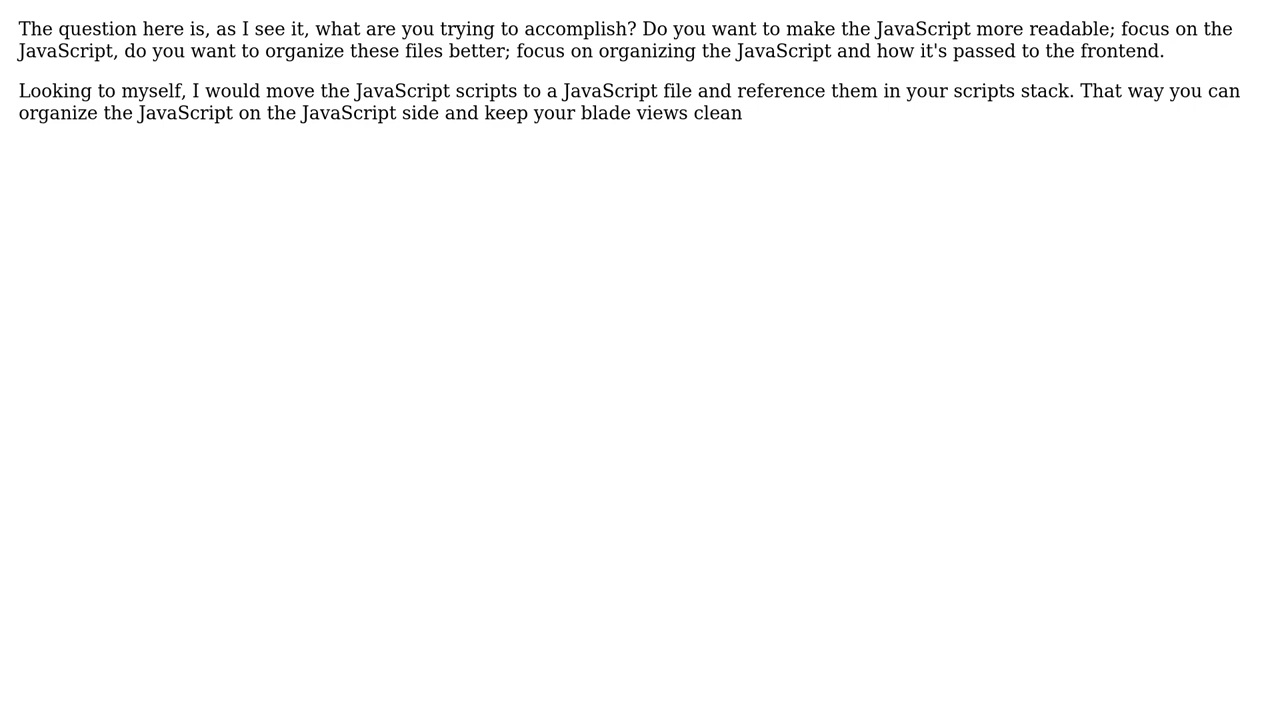 The question here is, as I see it, what are you trying to accomplish? Do you want to make the JavaScript more readable; focus on the
JavaScript, do you want to organize these files better; focus on organizing the JavaScript and how it's passed to the frontend.
Looking to myself, I would move the JavaScript scripts to a JavaScript file and reference them in your scripts stack. That way you can
organize the JavaScript on the JavaScript side and keep your blade views clean